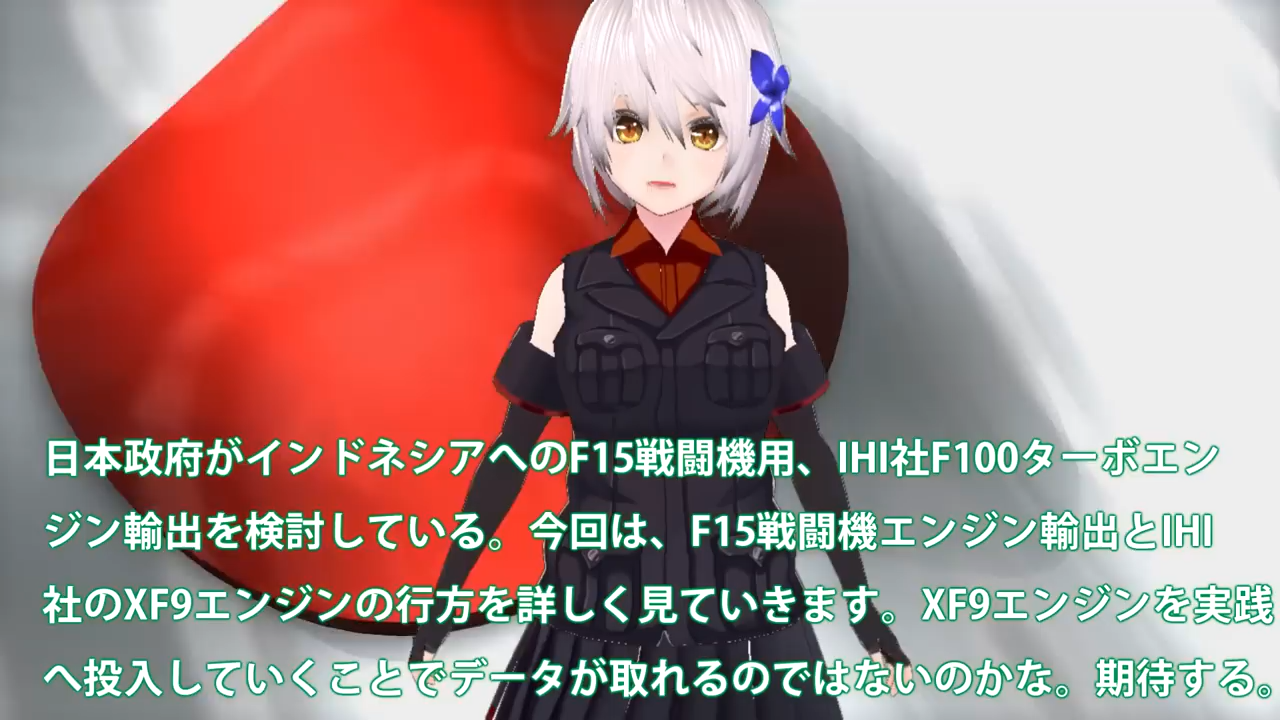 日本政府がインドネシアへのF15戦闘機用、IHI社F100ターボエン
ジン輸出を検討している。今回は、F15戦闘機エンジン輸出とIHI
社のXF9エンジンの行方を詳しく見ていきます。XF9エンジンを実践
へ投入していくことでデータが取れるのではないのかな。期待する。